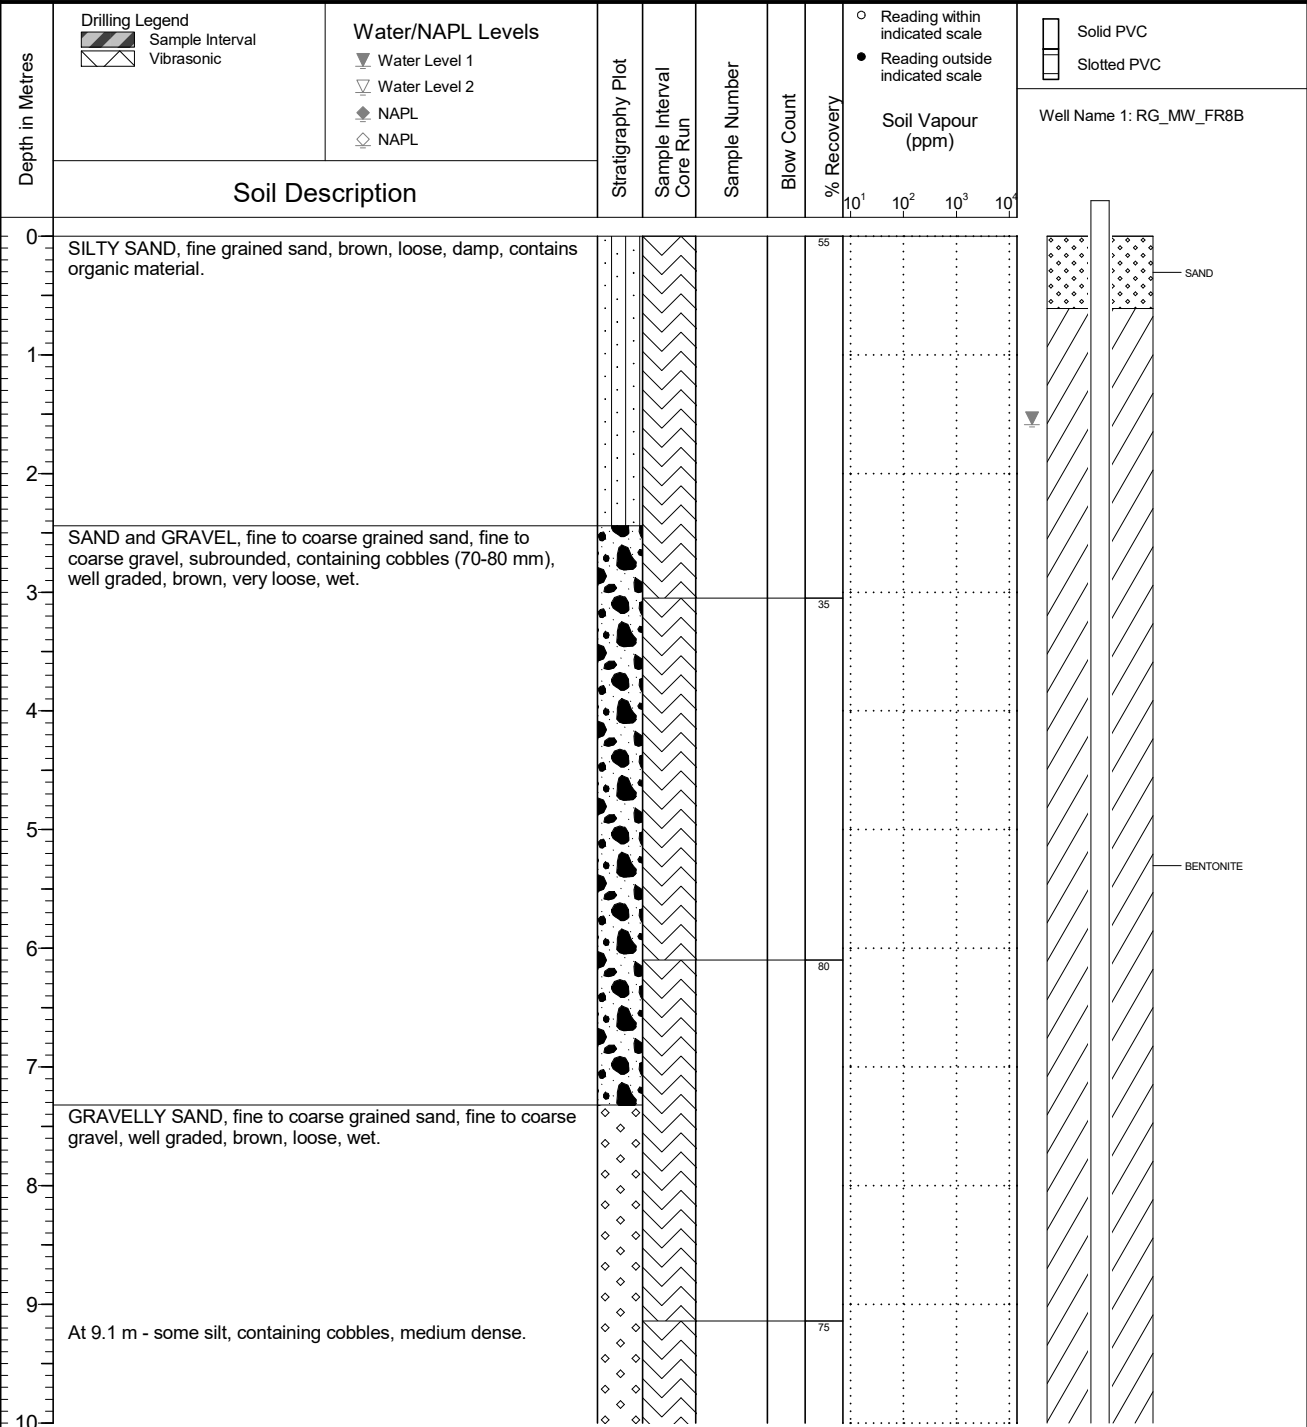 Drilling Legend
Sample Interval
Vibrasonic
Water/NAPL Levels
Water Level 1
Water Level 2
NAPL
NAPL
Depth in Metres
Soil Description
Stratigraphy Plot
Sample Interval
Core Run
Sample Number
Blow Count
% Recovery
Reading within
indicated scale
Reading outside
indicated scale
Soil Vapour
(ppm)
10¹ 10² 10³ 10⁴
Solid PVC
Slotted PVC
Well Name 1: RG_MW_FR8B
0
SILTY SAND, fine grained sand, brown, loose, damp, contains
organic material.
55
SAND
1
2
SAND and GRAVEL, fine to coarse grained sand, fine to
coarse gravel, subrounded, containing cobbles (70-80 mm),
well graded, brown, very loose, wet.
3
35
4
5
BENTONITE
6
80
7
GRAVELLY SAND, fine to coarse grained sand, fine to coarse
gravel, well graded, brown, loose, wet.
8
9
At 9.1 m - some silt, containing cobbles, medium dense.
75
10